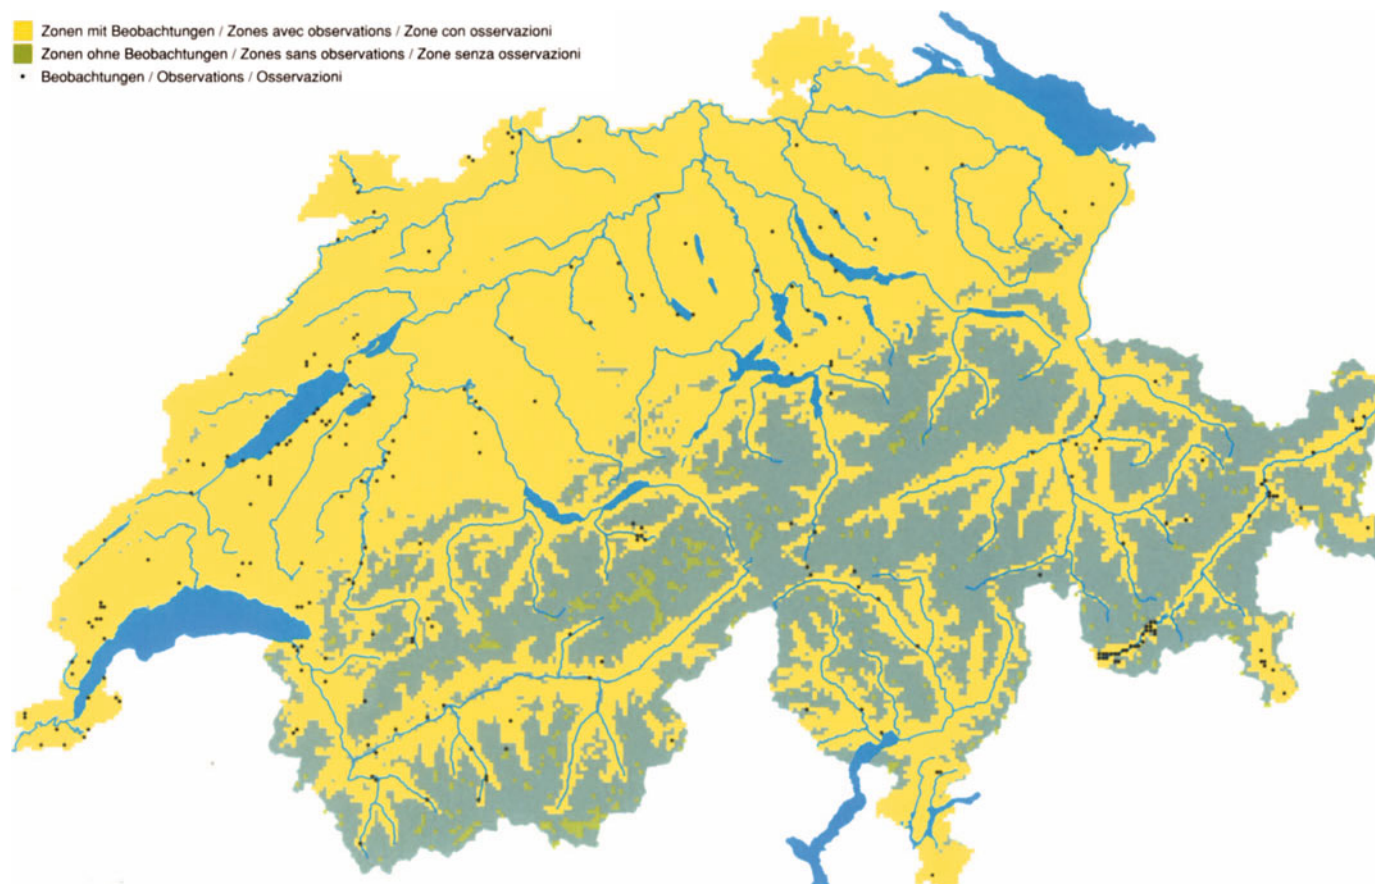 Zonen mit Beobachtungen / Zones avec observations / Zone con osservazioni
Zonen ohne Beobachtungen / Zones sans observations / Zone senza osservazioni
Beobachtungen / Observations / Osservazioni